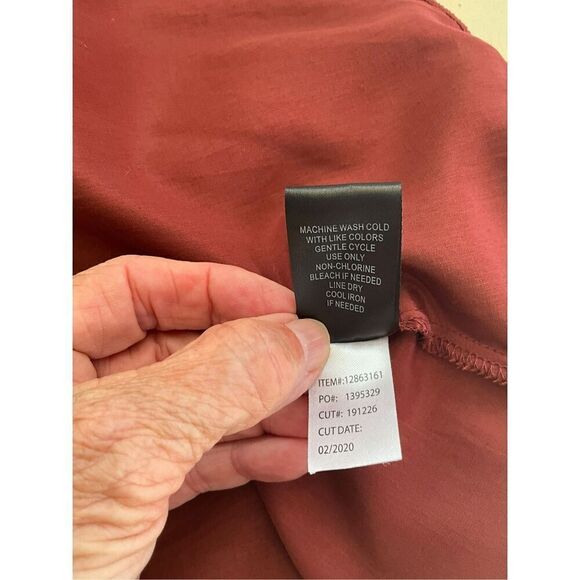 MACHINE WASH COLD
WITH LIKE COLORS
GENTLE CYCLE
USE ONLY
NON-CHLORINE
BLEACH IF NEEDED
LINE DRY
COOL IRON
IF NEEDED
ITEM#:12863161
PO#: 1395329
CUT#: 191226
CUT DATE:
02/2020